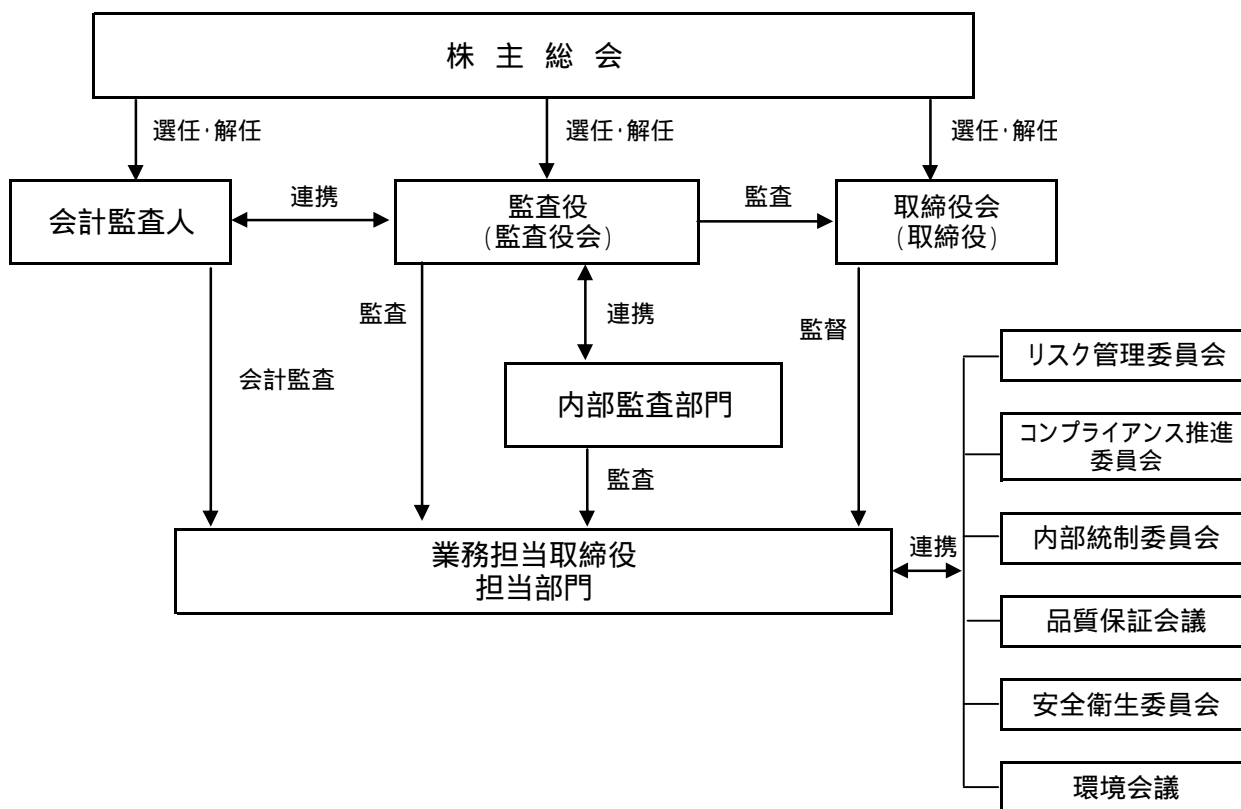 株主総会
選任・解任
選任・解任
選任・解任
会計監査人
連携
監査役
(監査役会)
監査
取締役会
(取締役)
監査
連携
監督
会計監査
内部監査部門
監査
業務担当取締役
担当部門
連携
リスク管理委員会
コンプライアンス推進
委員会
内部統制委員会
品質保証会議
安全衛生委員会
環境会議